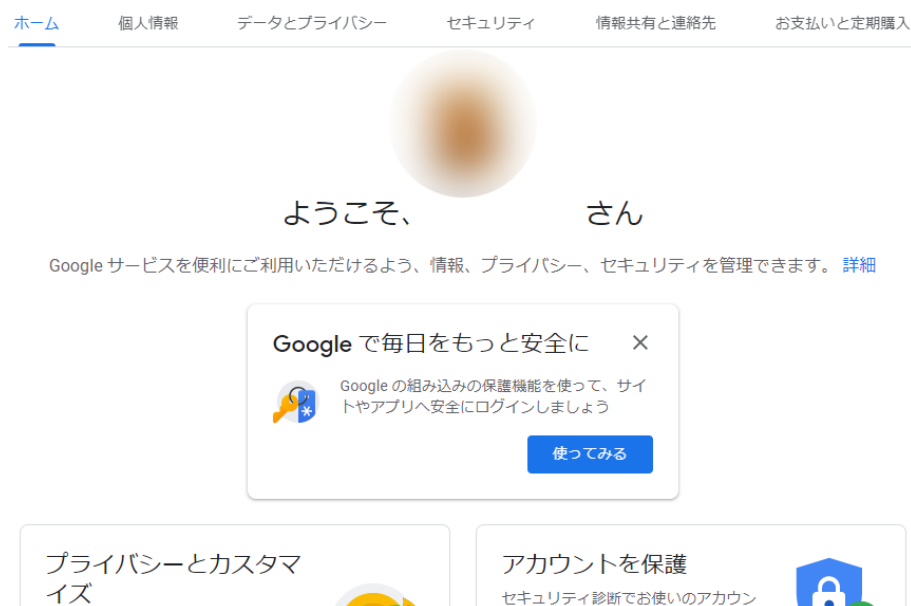 ホーム 個人情報 データとプライバシー セキュリティ 情報共有と連絡先 お支払いと定期購入
ようこそ、 さん
Google サービスを便利にご利用いただけるよう、情報、プライバシー、セキュリティを管理できます。 詳細
Google で毎日をもっと安全に
Google の組み込みの保護機能を使って、サイ
トやアプリへ安全にログインしましょう
使ってみる
プライバシーとカスタマ
イズ
アカウントを保護
セキュリティ診断でお使いのアカウン